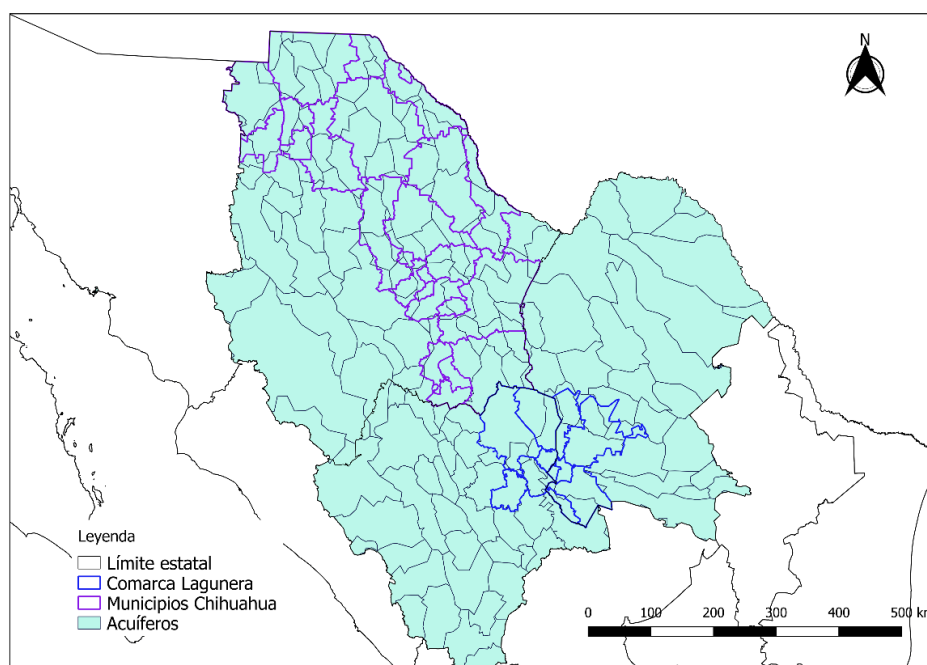 N
Leyenda
Límite estatal
Comarca Lagunera
Municipios Chihuahua
Acuíferos
0 100 200 300 400 500 km